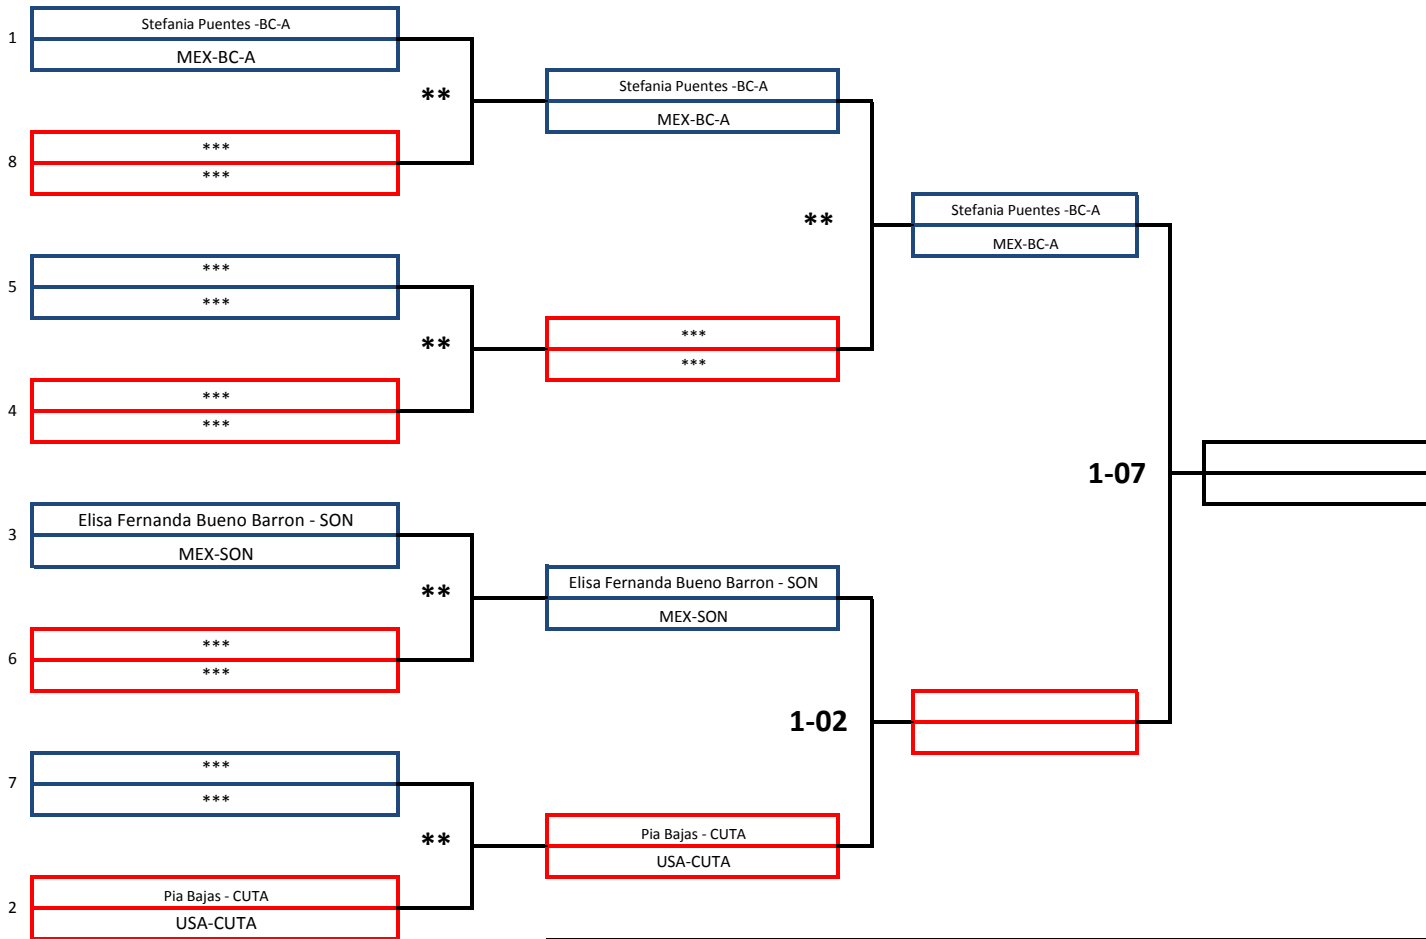 1
Stefania Puentes -BC-A
MEX-BC-A
**
8
***
***
5
***
***
**
4
***
***
3
Elisa Fernanda Bueno Barron - SON
MEX-SON
**
6
***
***
7
***
***
**
2
Pia Bajas - CUTA
USA-CUTA
Stefania Puentes -BC-A
MEX-BC-A
**
***
***
Elisa Fernanda Bueno Barron - SON
MEX-SON
1-02
Pia Bajas - CUTA
USA-CUTA
Stefania Puentes -BC-A
MEX-BC-A
1-07